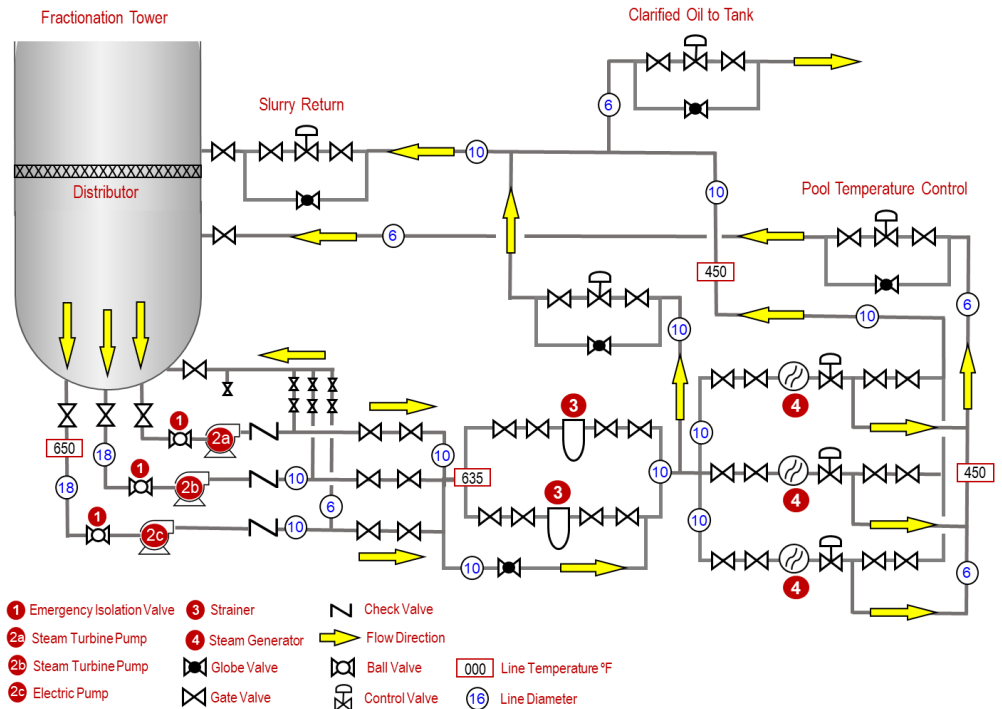 Fractionation Tower
Clarified Oil to Tank
6
Slurry Return
10
Distributor
10
Pool Temperature Control
6
450
6
10
10
650
1
2a
3
4
18
1
10
635
10
10
450
2b
10
4
18
6
3
10
1
2c
10
10
4
6
1 Emergency Isolation Valve
3 Strainer
Check Valve
2a Steam Turbine Pump
4 Steam Generator
Flow Direction
2b Steam Turbine Pump
Globe Valve
Ball Valve
000 Line Temperature ºF
2c Electric Pump
Gate Valve
Control Valve
16 Line Diameter